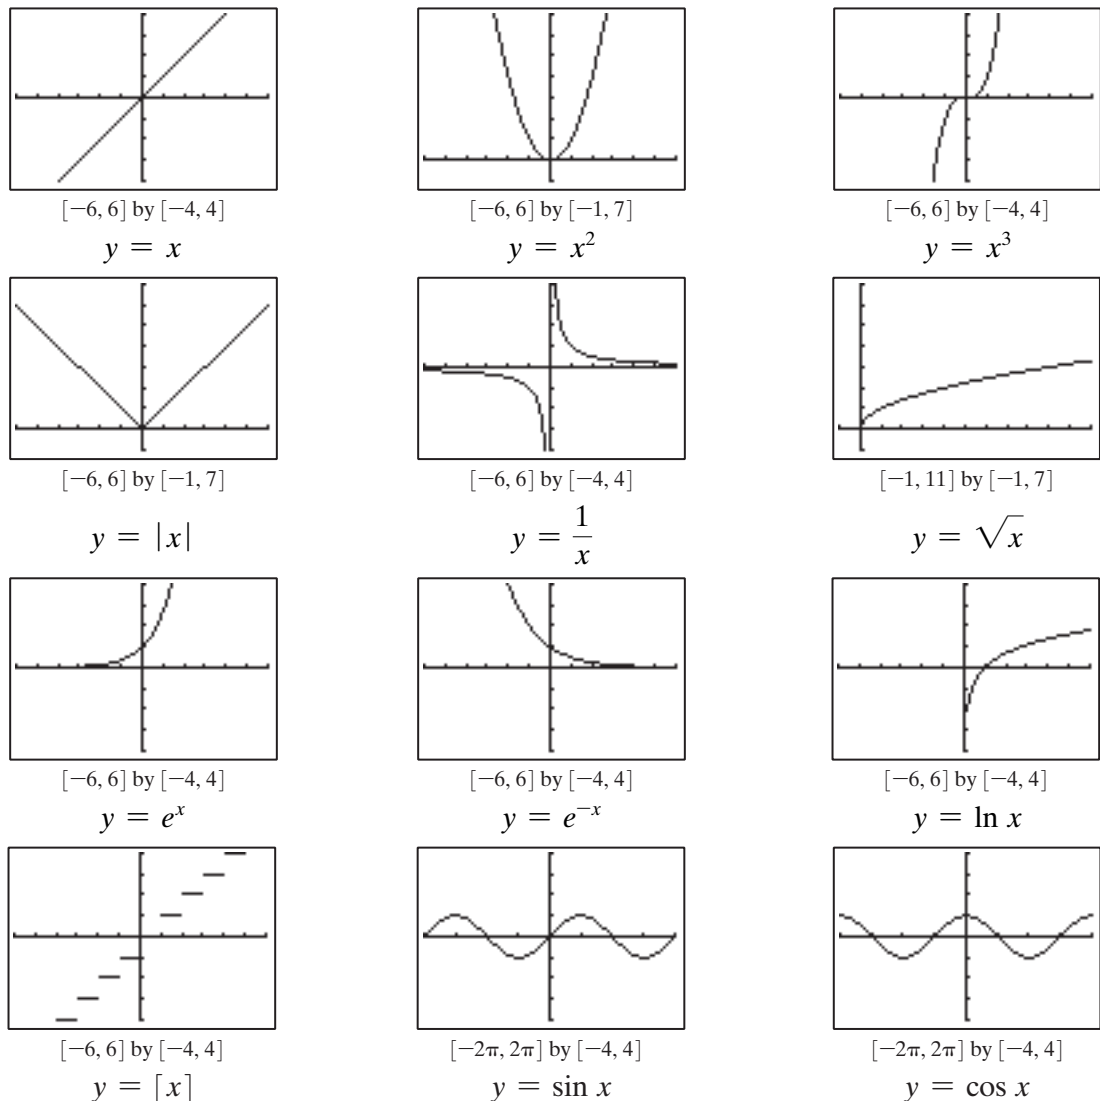 [−6, 6] by [−4, 4] [−6, 6] by [−1, 7] [−6, 6] by [−4, 4]
y = x y = x² y = x³
[−6, 6] by [−1, 7] [−6, 6] by [−4, 4] [−1, 11] by [−1, 7]
y = |x| y = 1/x y = √x
[−6, 6] by [−4, 4] [−6, 6] by [−4, 4] [−6, 6] by [−4, 4]
y = eˣ y = e⁻ˣ y = ln x
[−6, 6] by [−4, 4] [−2π, 2π] by [−4, 4] [−2π, 2π] by [−4, 4]
y = ⌈x⌉ y = sin x y = cos x